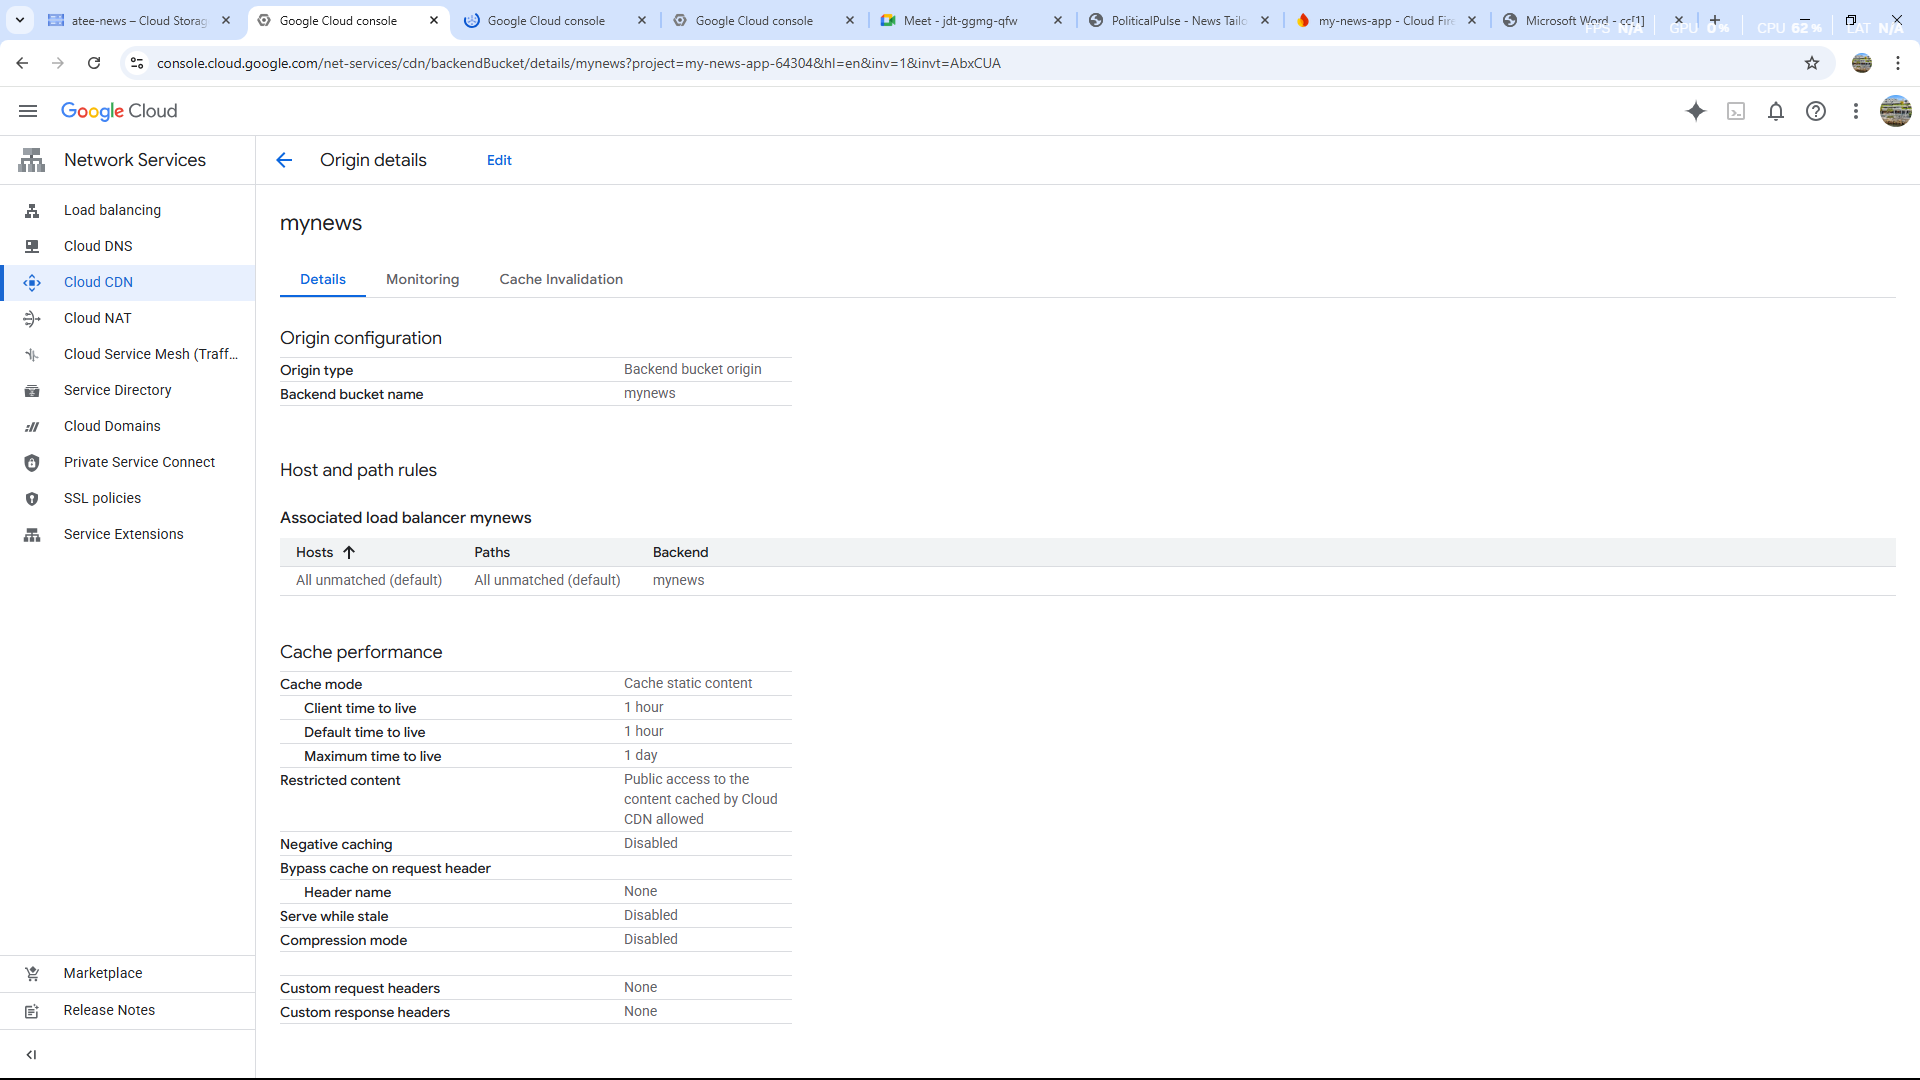 atee-news – Cloud Storag
Google Cloud console
Google Cloud console
Google Cloud console
Meet - jdt-ggmg-qfw
PoliticalPulse - News Tailo
my-news-app - Cloud Fire
Microsoft Word - cc[1]
FPS N/A
GPU 0%
CPU 62%
LAT N/A
console.cloud.google.com/net-services/cdn/backendBucket/details/mynews?project=my-news-app-64304&hl=en&inv=1&invt=AbxCUA
Google Cloud
Network Services
Origin details
Edit
Load balancing
Cloud DNS
Cloud CDN
Cloud NAT
Cloud Service Mesh (Traff...
Service Directory
Cloud Domains
Private Service Connect
SSL policies
Service Extensions
Marketplace
Release Notes
mynews
Details
Monitoring
Cache Invalidation
Origin configuration
Origin type Backend bucket origin
Backend bucket name mynews
Host and path rules
Associated load balancer mynews
Hosts Paths Backend
All unmatched (default) All unmatched (default) mynews
Cache performance
Cache mode Cache static content
Client time to live 1 hour
Default time to live 1 hour
Maximum time to live 1 day
Restricted content Public access to the
content cached by Cloud
CDN allowed
Negative caching Disabled
Bypass cache on request header
Header name None
Serve while stale Disabled
Compression mode Disabled
Custom request headers None
Custom response headers None